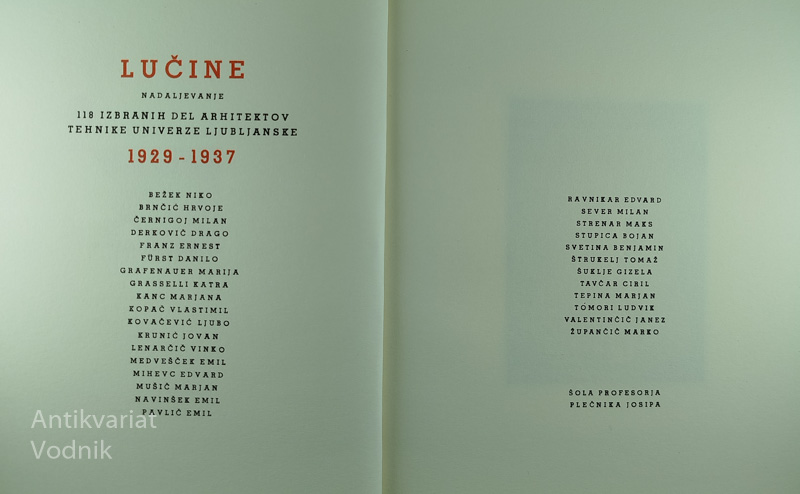 LUČINE
NADALJEVANJE
118 IZBRANIH DEL ARHITEKTOV
TEHNIKE UNIVERZE LJUBLJANSKE
1929-1937
BEŽEK NIKO
BRNČIĆ HRVOJE
ČERNIGOJ MILAN
DERKOVIČ DRAGO
FRANZ ERNEST
FÜRST DANILO
GRAFENAUER MARIJA
GRASSELLI KATRA
KANC MARJANA
KOPAČ VLASTIMIL
KOVAČEVIĆ LJUBO
KRUNIĆ JOVAN
LENARČIČ VINKO
MEDVEŠČEK EMIL
MIHEVC EDVARD
MUŠIČ MARJAN
NAVINŠEK EMIL
PAVLIČ EMIL
RAVNIKAR EDVARD
SEVER MILAN
STRENAR MAKS
STUPICA BOJAN
SVETINA BENJAMIN
ŠTRUKELJ TOMAŽ
ŠUKLJE GIZELA
TAVČAR CIRIL
TEPINA MARJAN
TOMORI LUDVIK
VALENTINČIČ JANEZ
ŽUPANČIČ MARKO
ŠOLA PROFESORJA
PLEČNIKA JOSIPA
Antikvariat
Vodnik